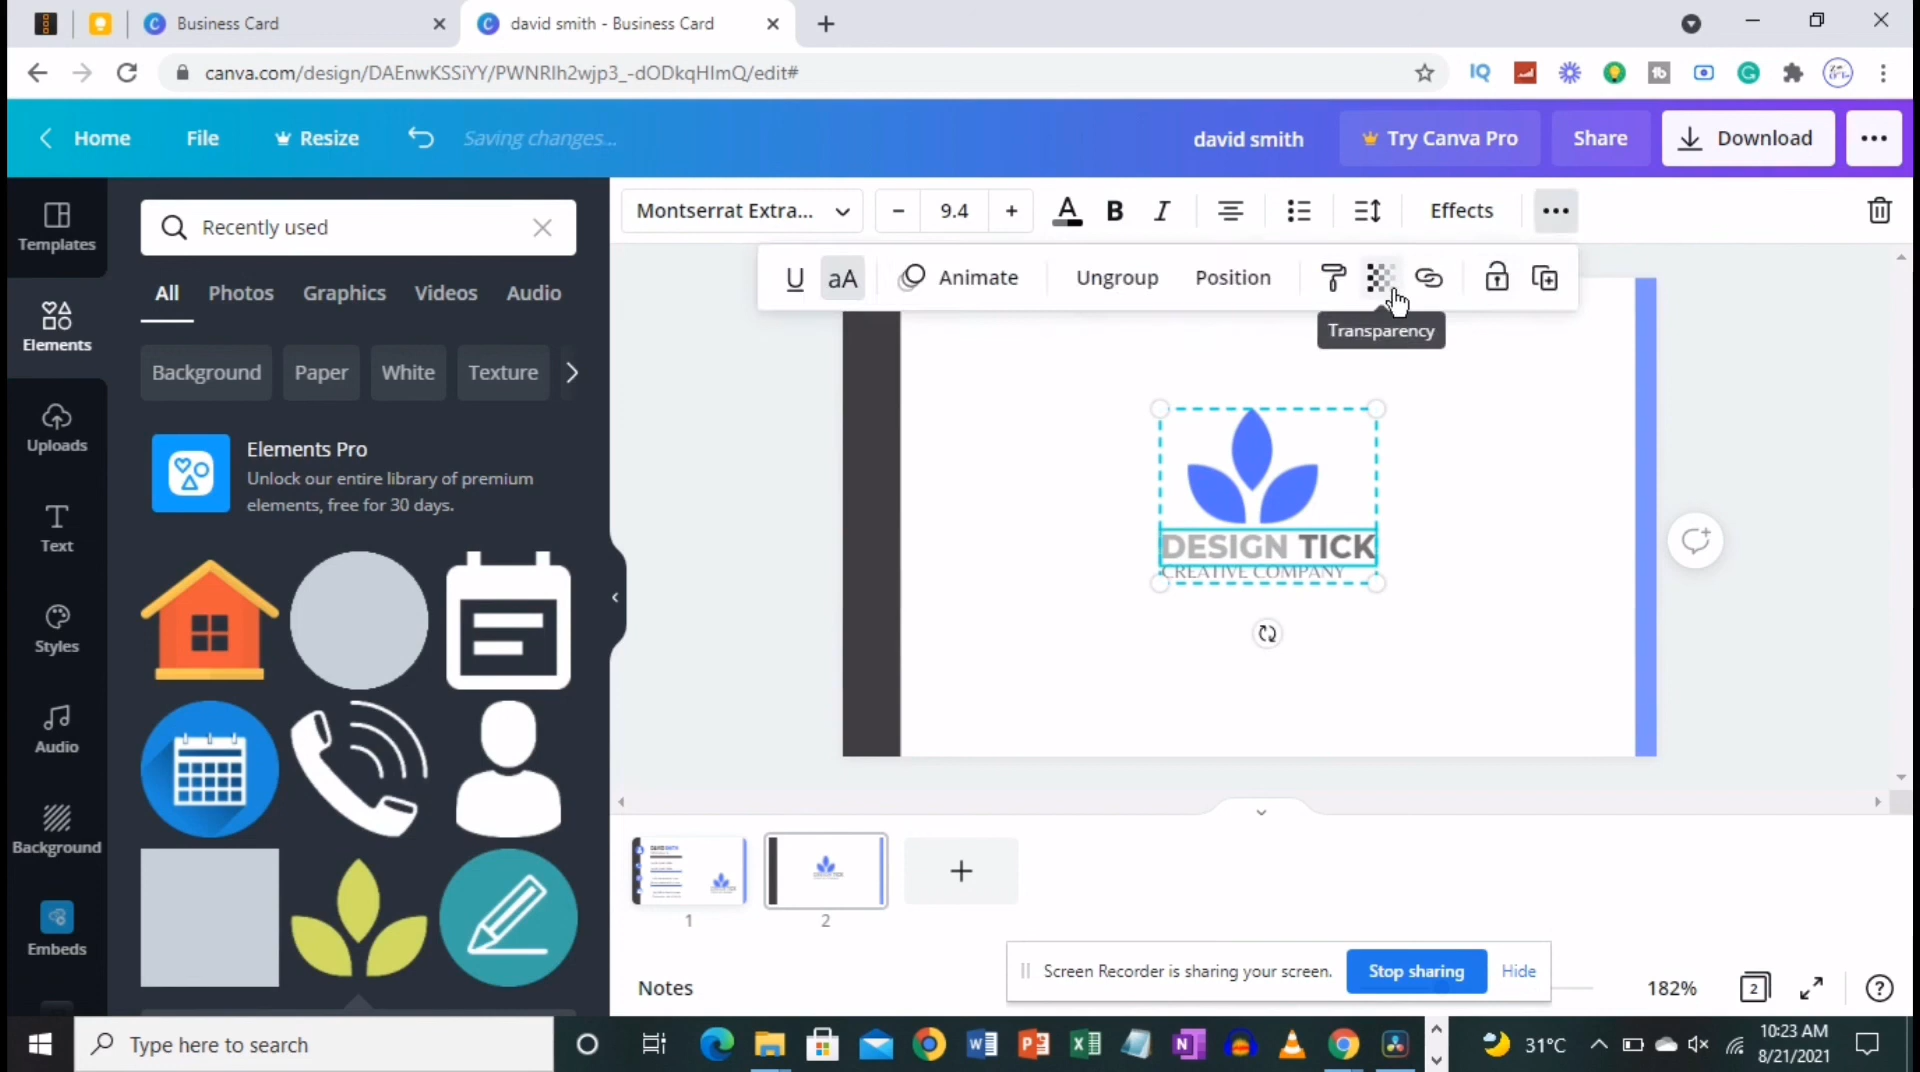 Business Card
david smith - Business Card
canva.com/design/DAEnwKSSiYY/PWNRlh2wjp3_-dODkqHImQ/edit#
IQ
tb
Home
File
Resize
Saving changes...
david smith
Try Canva Pro
Share
Download
Templates
Elements
Uploads
Text
Styles
Audio
Background
Embeds
Recently used
All Photos Graphics Videos Audio
Background Paper White Texture
Elements Pro
Unlock our entire library of premium
elements, free for 30 days.
Montserrat Extra...
– 9.4 +
A B I
Effects
U aA Animate Ungroup Position
Transparency
DESIGN TICK
CREATIVE COMPANY
DAVID SMITH
1
2
Notes
Screen Recorder is sharing your screen.
Stop sharing
Hide
182%
2
?
Type here to search
31°C
10:23 AM
8/21/2021